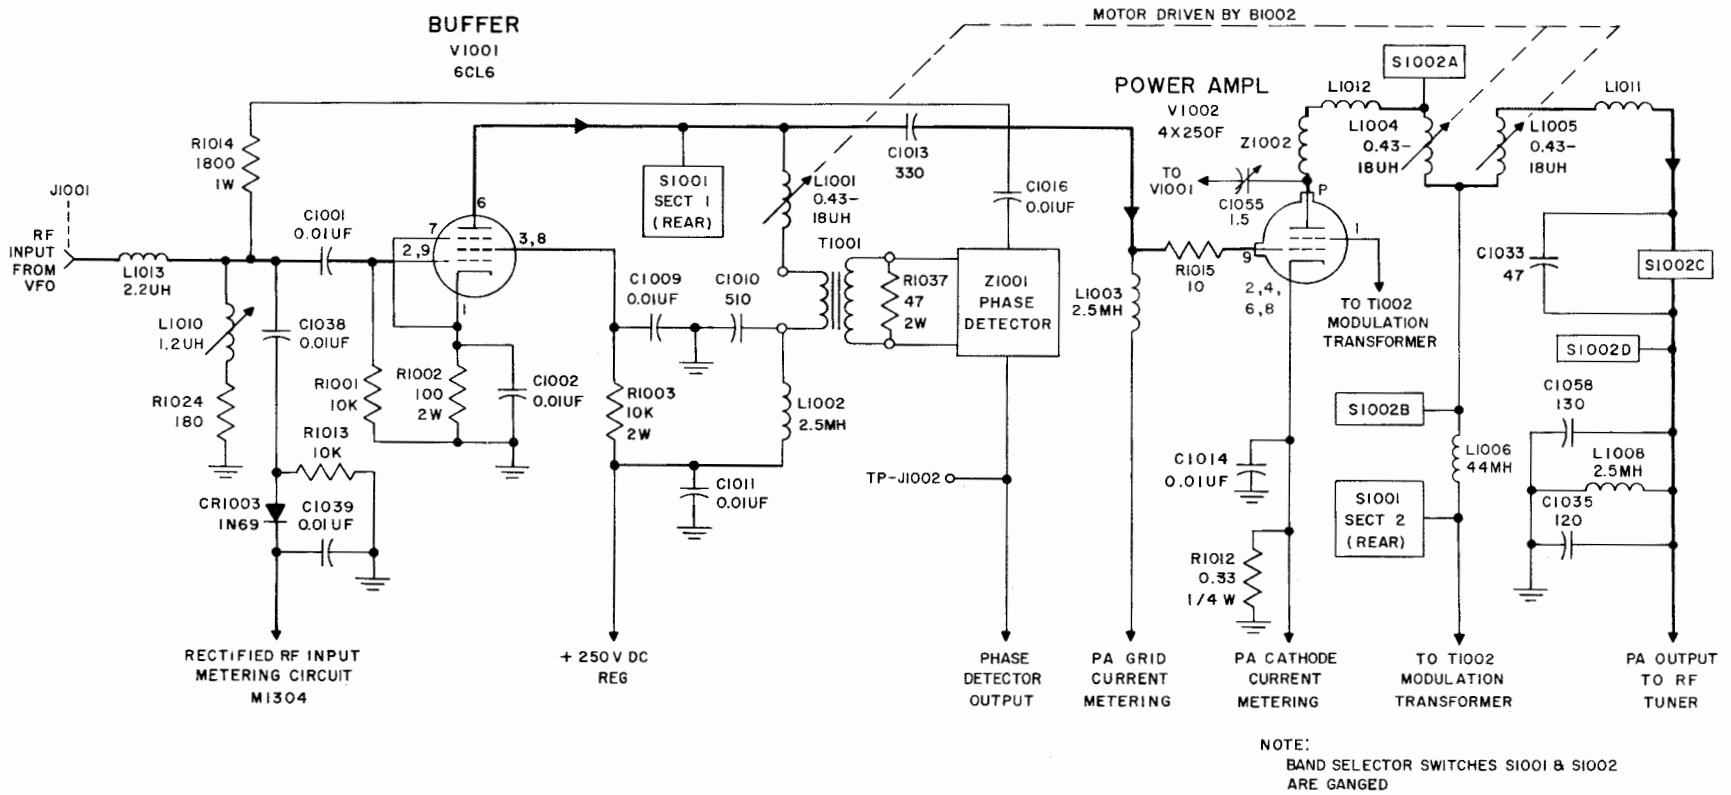 MOTOR DRIVEN BY B1002
BUFFER
V1001
6CL6
POWER AMPL
V1002
4X250F
S1002A
L1012
L1011
Z1002
L1004
0.43-
18UH
L1005
0.43-
18UH
R1014
1800
1W
C1013
330
J1001
RF
INPUT
FROM
VFO
C1001
0.01UF
L1013
2.2UH
7
6
2,9
3,8
1
S1001
SECT 1
(REAR)
L1001
0.43-
18UH
C1016
0.01UF
TO
V1001
C1055
1.5
P
1
9
2,4,
6,8
R1015
10
L1003
2.5MH
TO T1002
MODULATION
TRANSFORMER
C1033
47
S1002C
S1002D
L1010
1.2UH
C1038
0.01UF
C1009
0.01UF
C1010
510
T1001
R1037
47
2W
Z1001
PHASE
DETECTOR
R1024
180
R1001
10K
R1002
100
2W
C1002
0.01UF
R1003
10K
2W
L1002
2.5MH
S1002B
C1058
130
R1013
10K
L1006
44MH
L1008
2.5MH
C1014
0.01UF
CR1003
1N69
C1039
0.01UF
C1011
0.01UF
TP-J1002
S1001
SECT 2
(REAR)
C1035
120
R1012
0.33
1/4 W
RECTIFIED RF INPUT
METERING CIRCUIT
M1304
+ 250 V DC
REG
PHASE
DETECTOR
OUTPUT
PA GRID
CURRENT
METERING
PA CATHODE
CURRENT
METERING
TO T1002
MODULATION
TRANSFORMER
PA OUTPUT
TO RF
TUNER
NOTE:
BAND SELECTOR SWITCHES S1001 & S1002
ARE GANGED